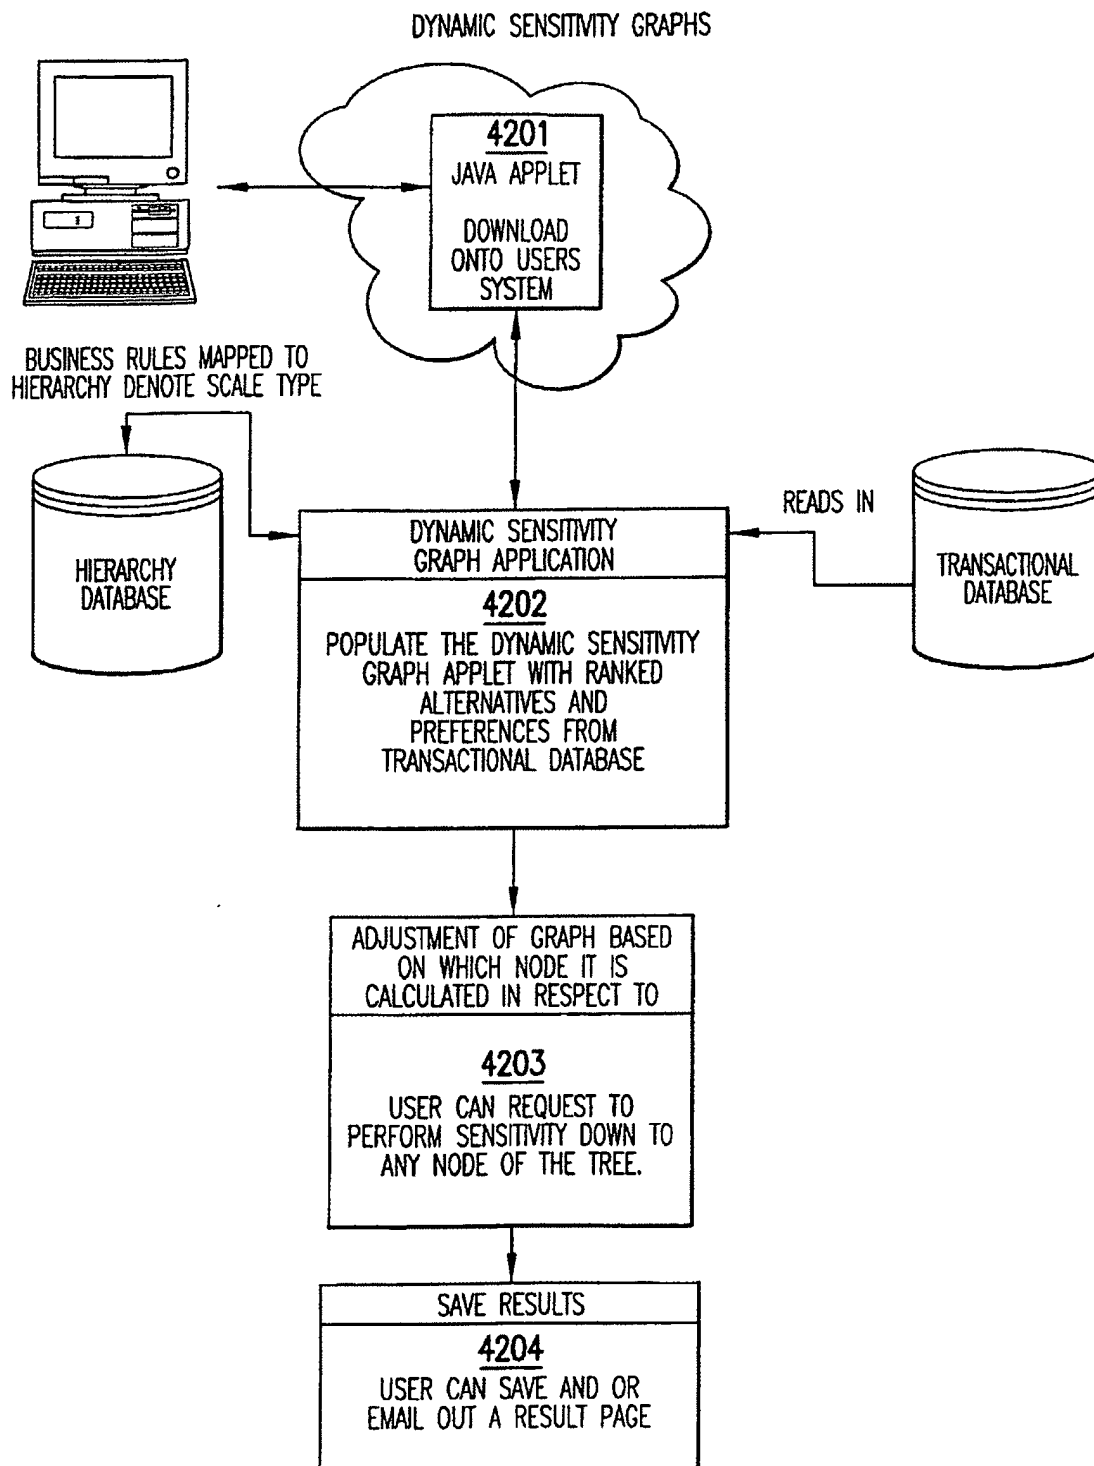 DYNAMIC SENSITIVITY GRAPHS
4201
JAVA APPLET
DOWNLOAD
ONTO USERS
SYSTEM
BUSINESS RULES MAPPED TO
HIERARCHY DENOTE SCALE TYPE
HIERARCHY
DATABASE
READS IN
TRANSACTIONAL
DATABASE
DYNAMIC SENSITIVITY
GRAPH APPLICATION
4202
POPULATE THE DYNAMIC SENSITIVITY
GRAPH APPLET WITH RANKED
ALTERNATIVES AND
PREFERENCES FROM
TRANSACTIONAL DATABASE
ADJUSTMENT OF GRAPH BASED
ON WHICH NODE IT IS
CALCULATED IN RESPECT TO
4203
USER CAN REQUEST TO
PERFORM SENSITIVITY DOWN TO
ANY NODE OF THE TREE.
SAVE RESULTS
4204
USER CAN SAVE AND OR
EMAIL OUT A RESULT PAGE